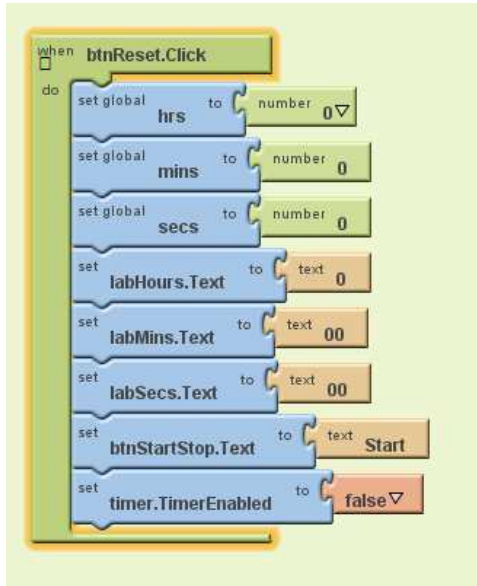 when btnReset.Click
do
set global hrs to number 0
set global mins to number 0
set global secs to number 0
set labHours.Text to text 0
set labMins.Text to text 00
set labSecs.Text to text 00
set btnStartStop.Text to text Start
set timer.TimerEnabled to false